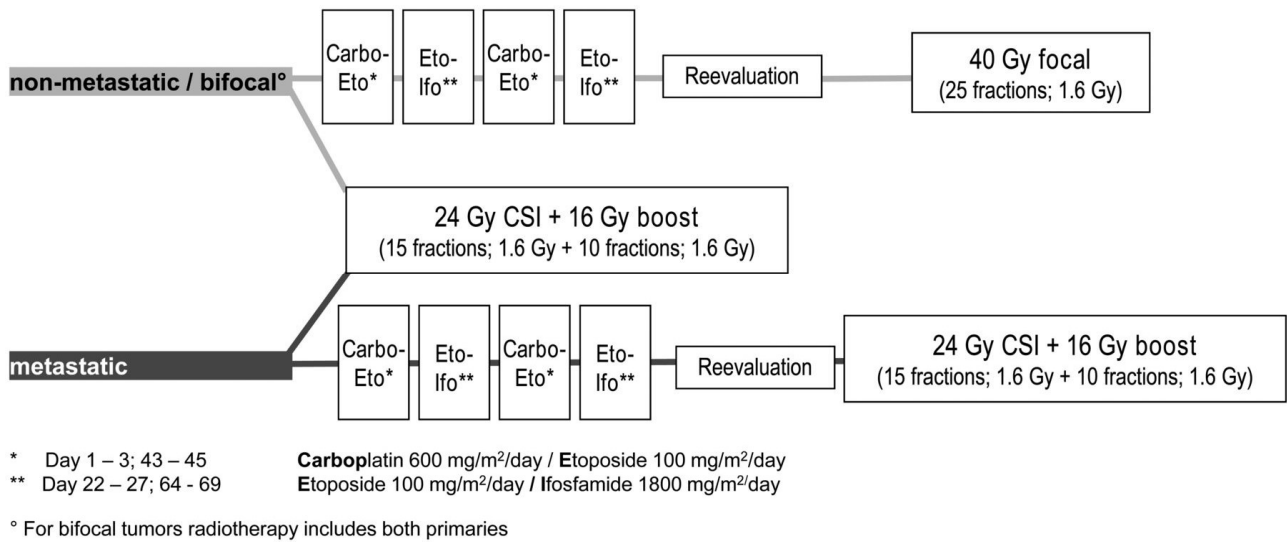 non-metastatic / bifocal°
Carbo-
Eto*
Eto-
Ifo**
Carbo-
Eto*
Eto-
Ifo**
Reevaluation
40 Gy focal
(25 fractions; 1.6 Gy)
24 Gy CSI + 16 Gy boost
(15 fractions; 1.6 Gy + 10 fractions; 1.6 Gy)
metastatic
Carbo-
Eto*
Eto-
Ifo**
Carbo-
Eto*
Eto-
Ifo**
Reevaluation
24 Gy CSI + 16 Gy boost
(15 fractions; 1.6 Gy + 10 fractions; 1.6 Gy)
* Day 1 – 3; 43 – 45 Carboplatin 600 mg/m²/day / Etoposide 100 mg/m²/day
** Day 22 – 27; 64 - 69 Etoposide 100 mg/m²/day / Ifosfamide 1800 mg/m²/day
° For bifocal tumors radiotherapy includes both primaries